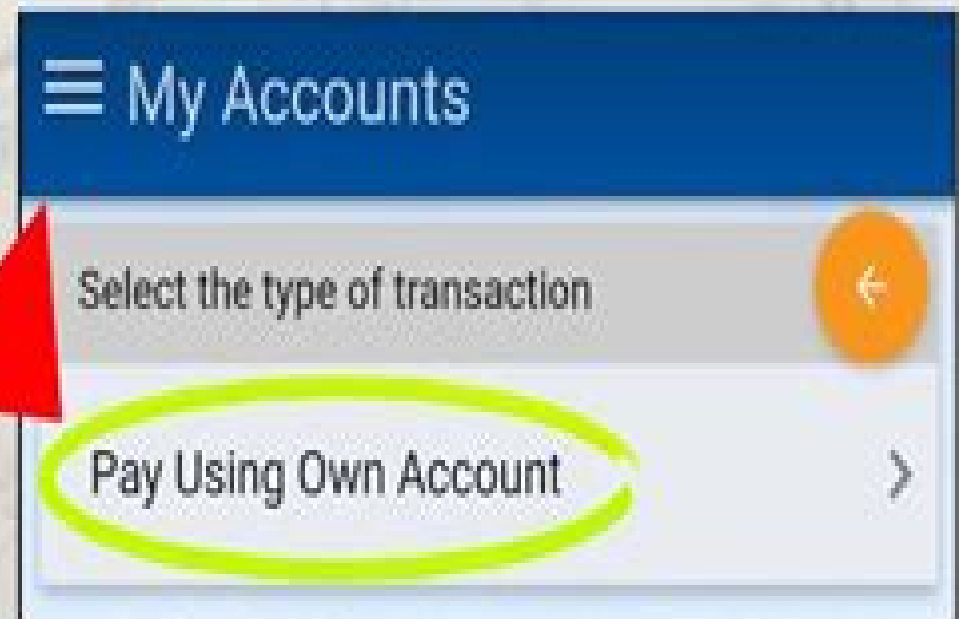 My Accounts
Select the type of transaction
Pay Using Own Account